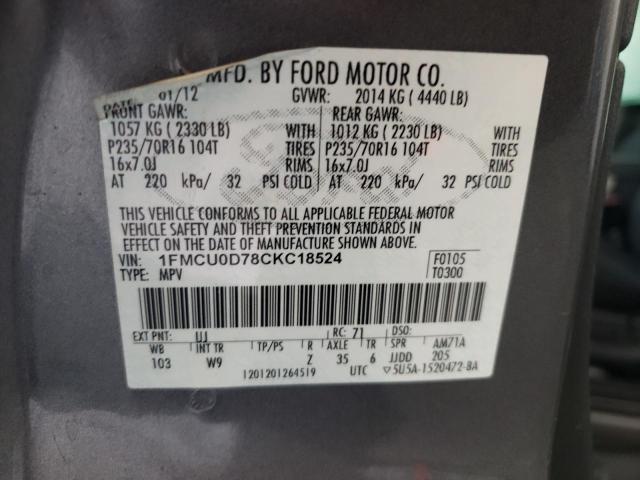 MFD. BY FORD MOTOR CO.
DATE: 01/12 GVWR: 2014 KG ( 4440 LB)
FRONT GAWR: REAR GAWR:
1057 KG ( 2330 LB) WITH 1012 KG ( 2230 LB) WITH
P235/70R16 104T TIRES P235/70R16 104T TIRES
16x7.0J RIMS 16x7.0J RIMS
AT 220 kPa/ 32 PSI COLD AT 220 kPa/ 32 PSI COLD
THIS VEHICLE CONFORMS TO ALL APPLICABLE FEDERAL MOTOR
VEHICLE SAFETY AND THEFT PREVENTION STANDARDS IN
EFFECT ON THE DATE OF MANUFACTURE SHOWN ABOVE.
VIN: 1FMCU0D78CKC18524 F0105
TYPE: MPV T0300
EXT PNT: UJ RC: 71 DSO:
WB INT TR TP/PS R AXLE TR SPR AM71A
103 W9 Z 35 6 JJDD 205
1201201264519 UTC ▽5U5A-1520472-BA